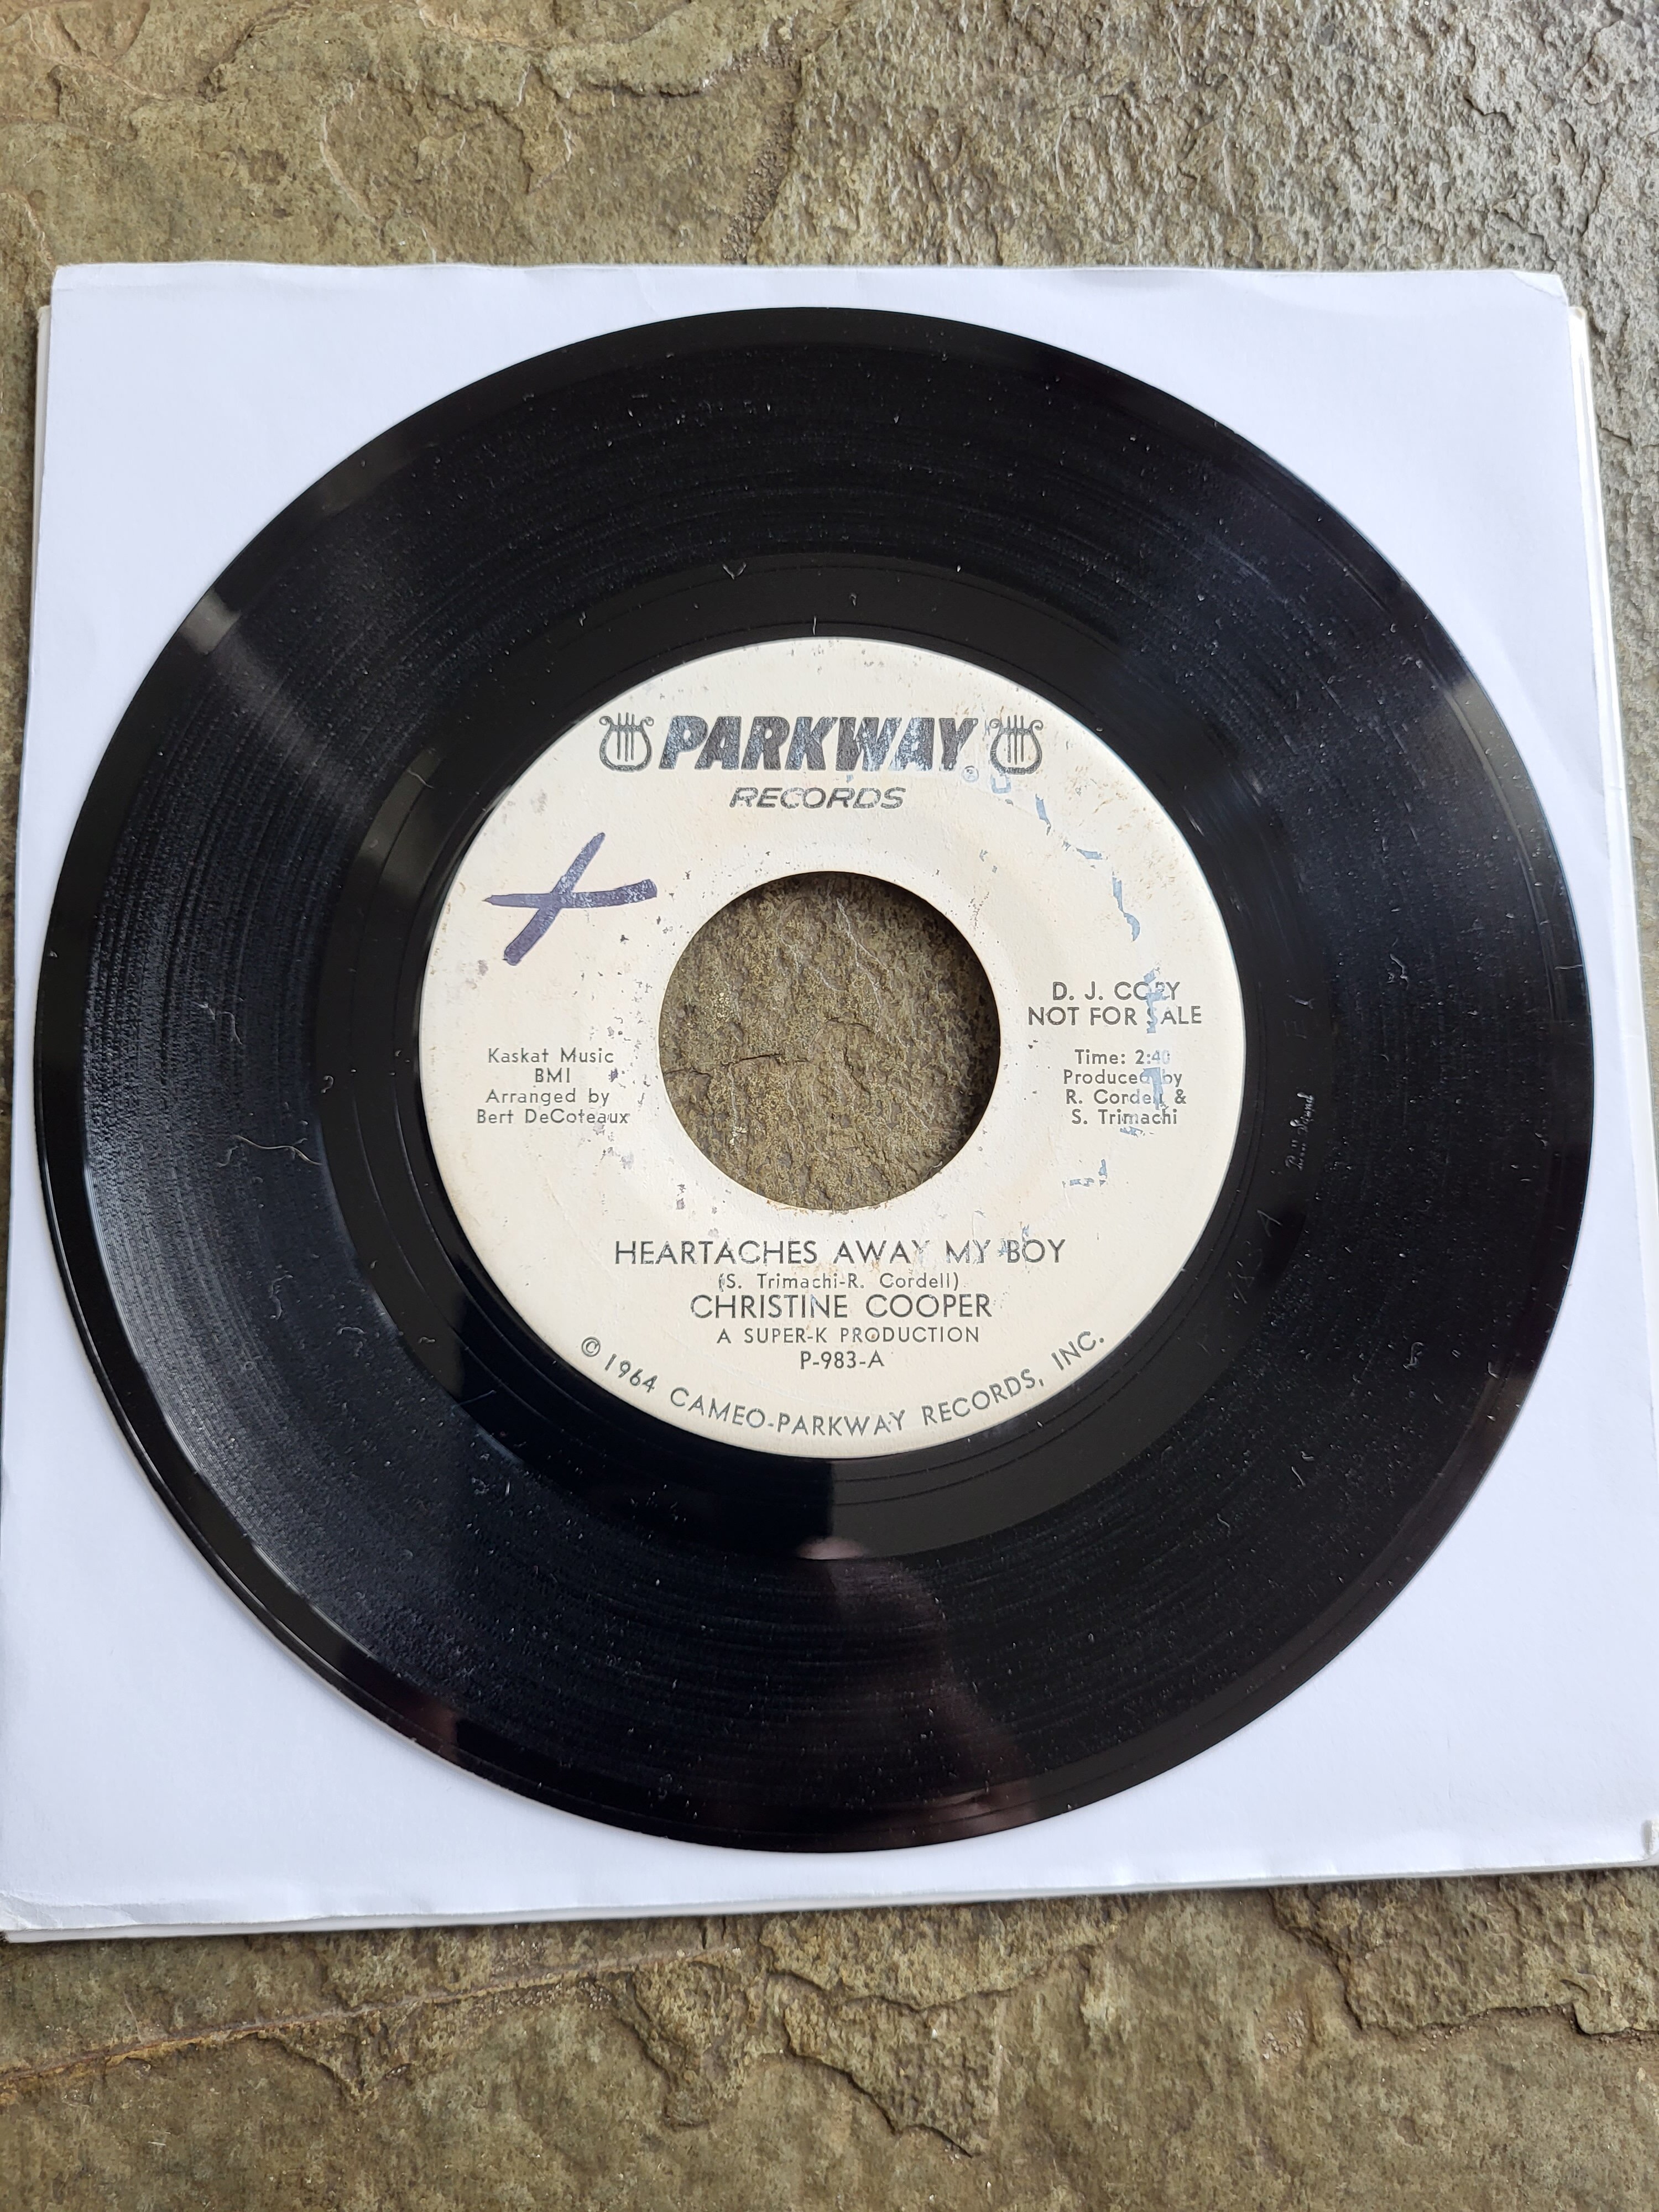 PARKWAY ®
RECORDS
Kaskat Music
BMI
Arranged by
Bert DeCoteaux
D. J. COPY
NOT FOR SALE
Time: 2:40
Produced by
R. Cordell &
S. Trimachi
HEARTACHES AWAY MY BOY
(S. Trimachi-R. Cordell)
CHRISTINE COOPER
A SUPER-K PRODUCTION
P-983-A
© 1964 CAMEO-PARKWAY RECORDS, INC.